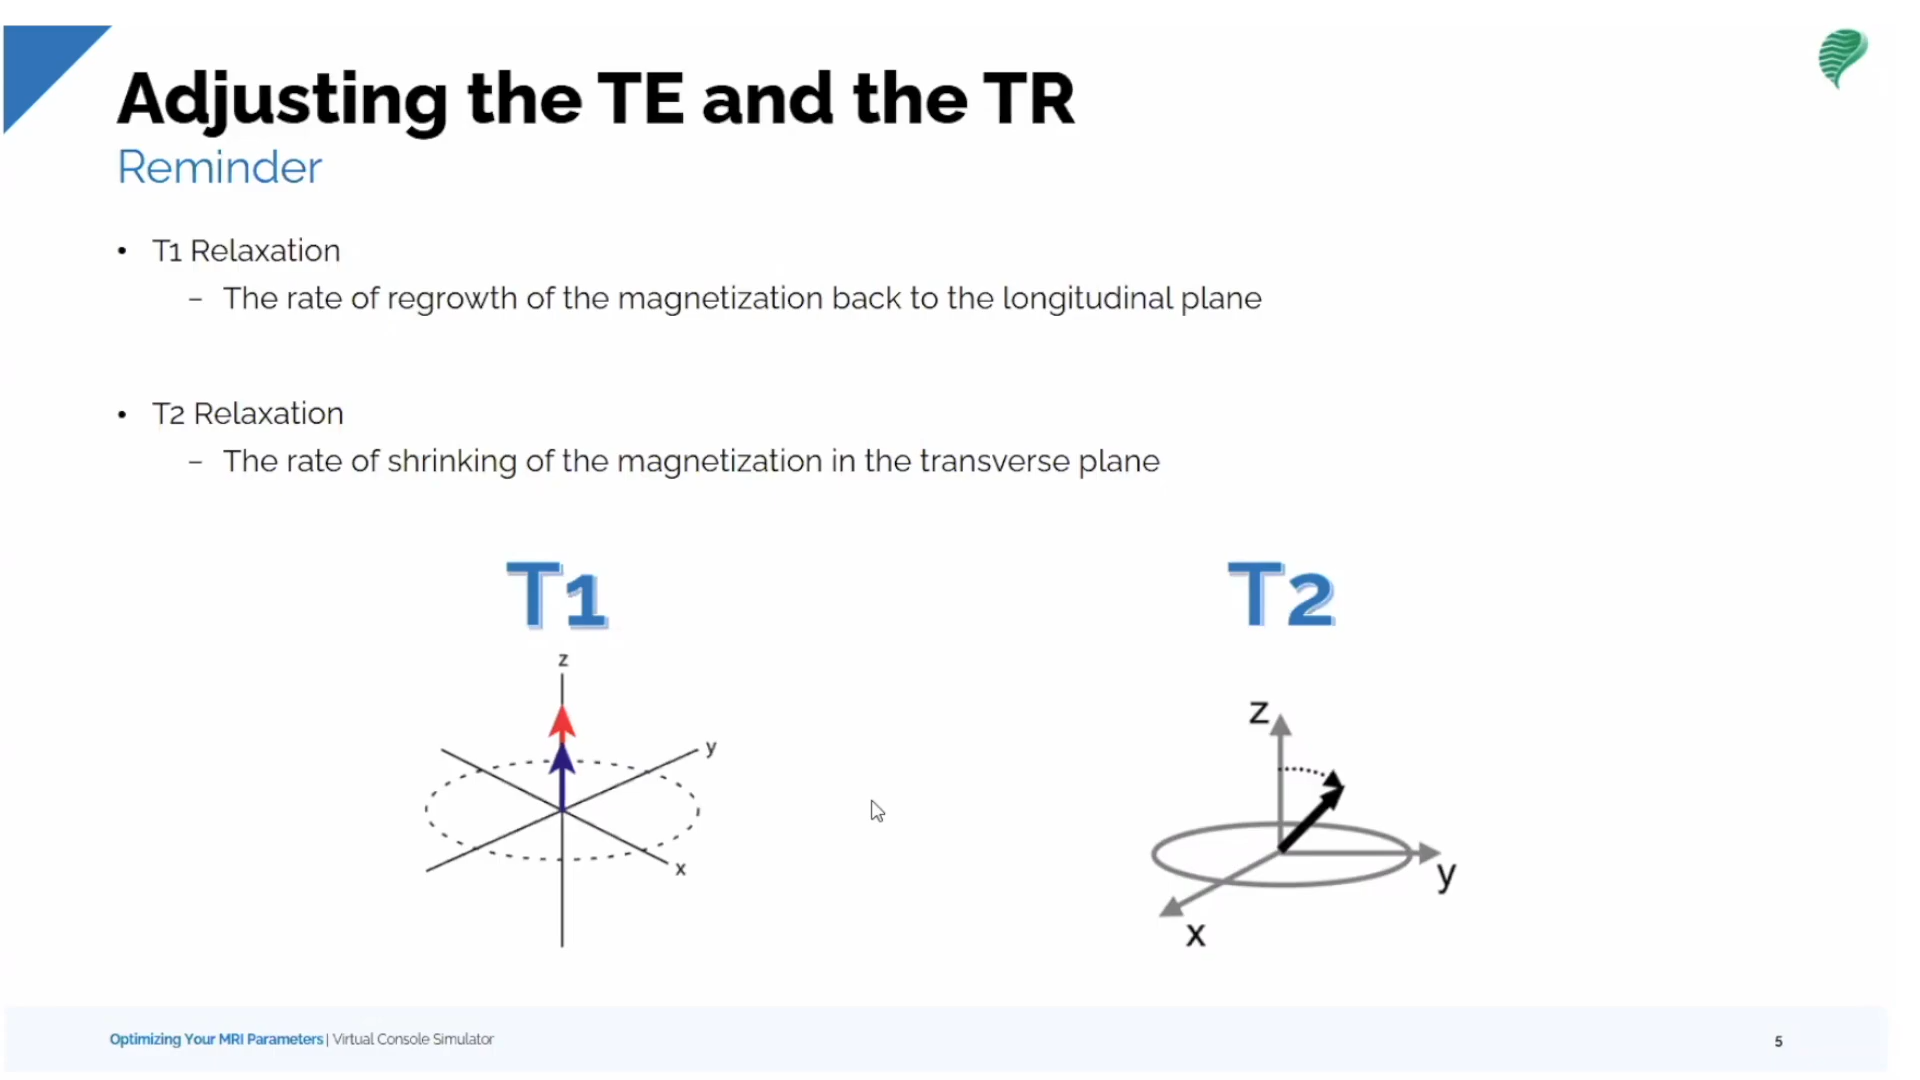 Adjusting the TE and the TR
Reminder
• T1 Relaxation
– The rate of regrowth of the magnetization back to the longitudinal plane
• T2 Relaxation
– The rate of shrinking of the magnetization in the transverse plane
T1
T2
z
y
x
z
y
x
Optimizing Your MRI Parameters | Virtual Console Simulator
5